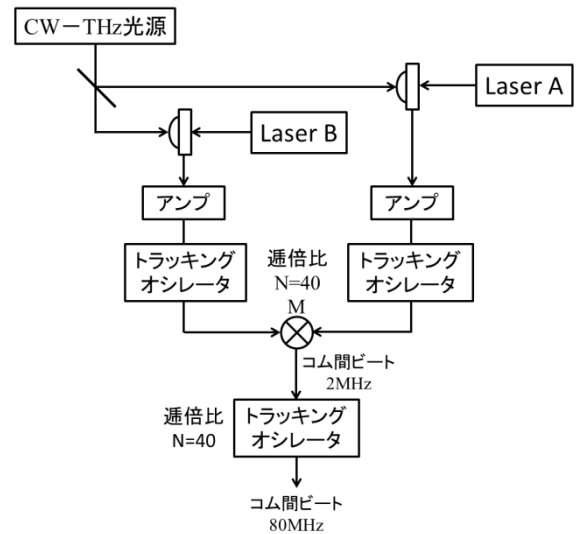 CW－THz光源
Laser A
Laser B
アンプ
アンプ
トラッキング
オシレータ
逓倍比
N=40
M
トラッキング
オシレータ
コム間ビート
2MHz
逓倍比
N=40
トラッキング
オシレータ
コム間ビート
80MHz